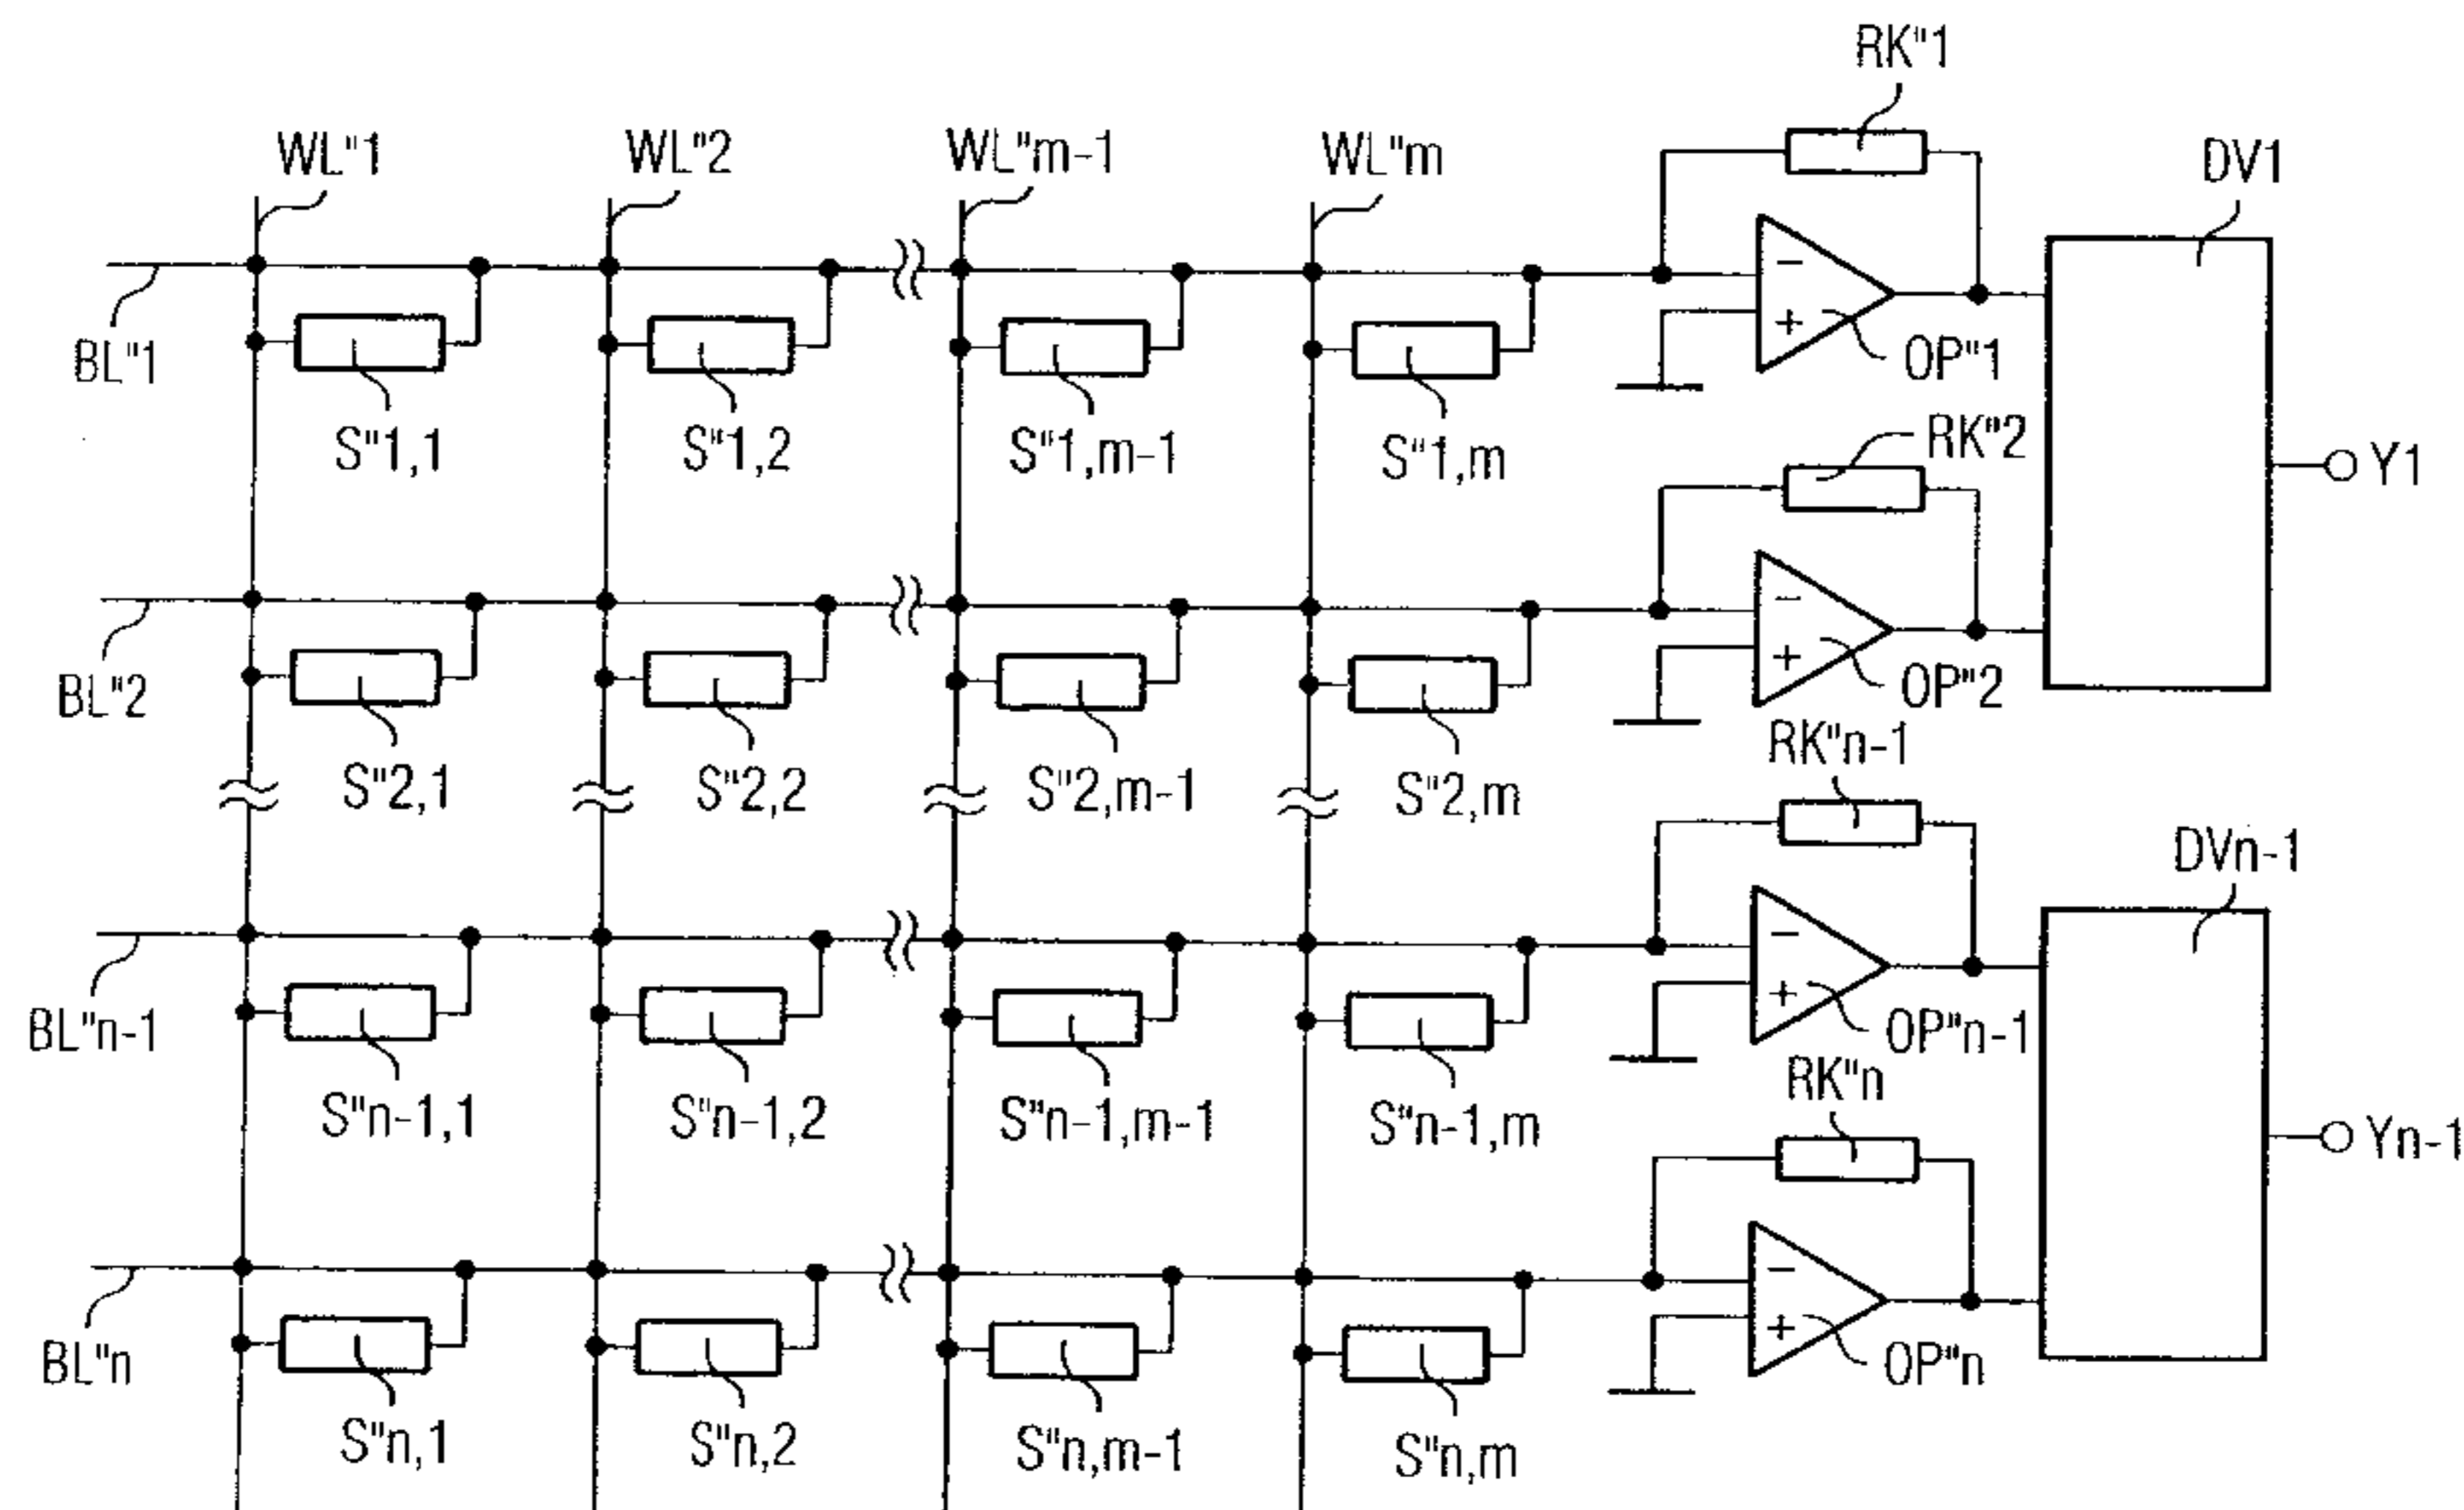 RK"1
WL"1 WL"2 WL"m-1 WL"m DV1
-
+
BL"1 OP"1
S"1,1 S"1,2 S"1,m-1 S"1,m RK"2
Y1
-
+
BL"2 OP"2
S"2,1 S"2,2 S"2,m-1 S"2,m RK"n-1
DVn-1
-
+
BL"n-1 OP"n-1
S"n-1,1 S"n-1,2 S"n-1,m-1 S"n-1,m RK"n
Yn-1
-
+
BL"n OP"n
S"n,1 S"n,2 S"n,m-1 S"n,m